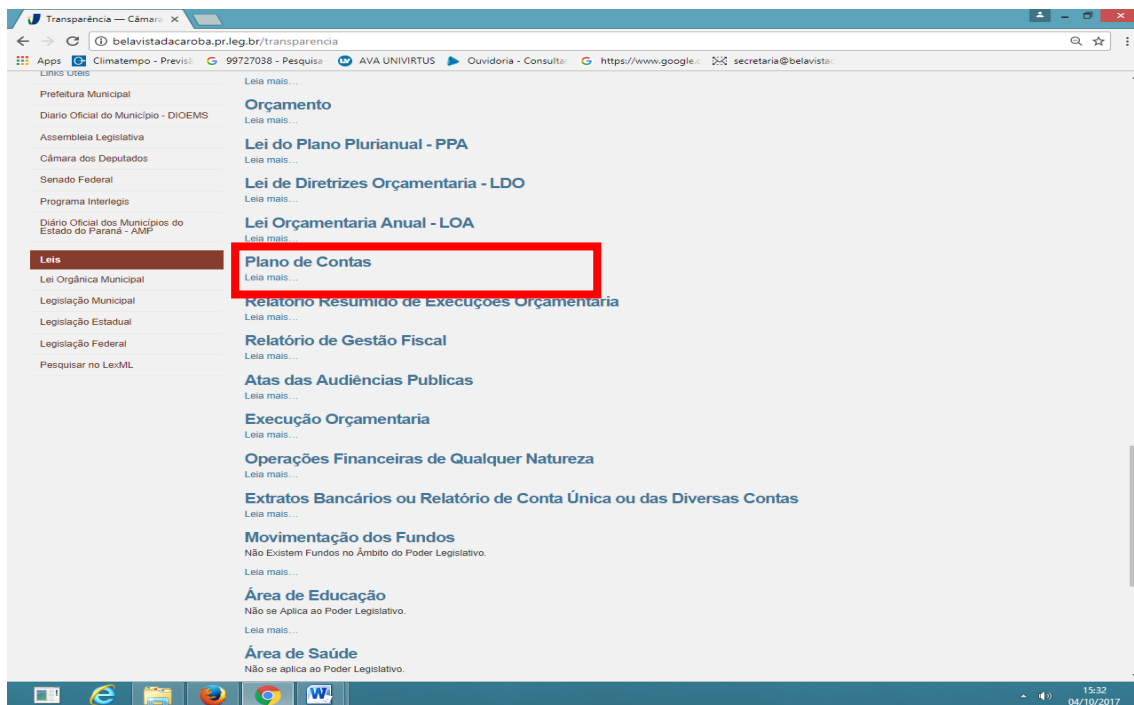 Transparência — Câmara
belavistadacaroba.pr.leg.br/transparencia
Apps Climatempo - Previsã 99727038 - Pesquisa AVA UNIVIRTUS Ouvidoria - Consulta https://www.google.c secretaria@belavista
Links Úteis
Prefeitura Municipal
Diario Oficial do Município - DIOEMS
Assembleia Legislativa
Câmara dos Deputados
Senado Federal
Programa Interlegis
Diário Oficial dos Municípios do
Estado do Paraná - AMP
Leis
Lei Orgânica Municipal
Legislação Municipal
Legislação Estadual
Legislação Federal
Pesquisar no LexML
Leia mais…
Orçamento
Leia mais…
Lei do Plano Plurianual - PPA
Leia mais…
Lei de Diretrizes Orçamentaria - LDO
Leia mais…
Lei Orçamentaria Anual - LOA
Leia mais…
Plano de Contas
Leia mais…
Relatório Resumido de Execuções Orçamentária
Leia mais…
Relatório de Gestão Fiscal
Leia mais…
Atas das Audiências Publicas
Leia mais…
Execução Orçamentaria
Leia mais…
Operações Financeiras de Qualquer Natureza
Leia mais…
Extratos Bancários ou Relatório de Conta Única ou das Diversas Contas
Leia mais…
Movimentação dos Fundos
Não Existem Fundos no Âmbito do Poder Legislativo.
Leia mais…
Área de Educação
Não se Aplica ao Poder Legislativo.
Leia mais…
Área de Saúde
Não se aplica ao Poder Legislativo.
15:32
04/10/2017